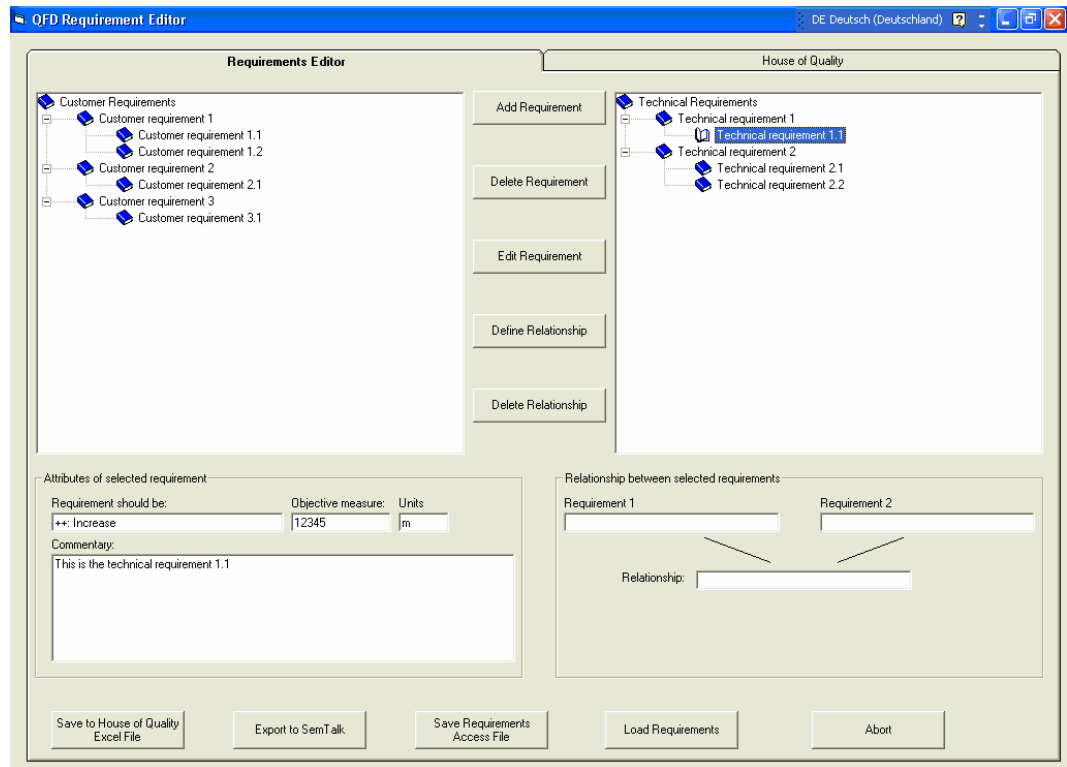 QFD Requirement Editor
DE Deutsch (Deutschland)
Requirements Editor
House of Quality
Customer Requirements
Customer requirement 1
Customer requirement 1.1
Customer requirement 1.2
Customer requirement 2
Customer requirement 2.1
Customer requirement 3
Customer requirement 3.1
Add Requirement
Delete Requirement
Edit Requirement
Define Relationship
Delete Relationship
Technical Requirements
Technical requirement 1
Technical requirement 1.1
Technical requirement 2
Technical requirement 2.1
Technical requirement 2.2
Attributes of selected requirement
Requirement should be:
Objective measure:
Units
++: Increase
12345
m
Commentary:
This is the technical requirement 1.1
Relationship between selected requirements
Requirement 1
Requirement 2
Relationship:
Save to House of Quality
Excel File
Export to SemTalk
Save Requirements
Access File
Load Requirements
Abort